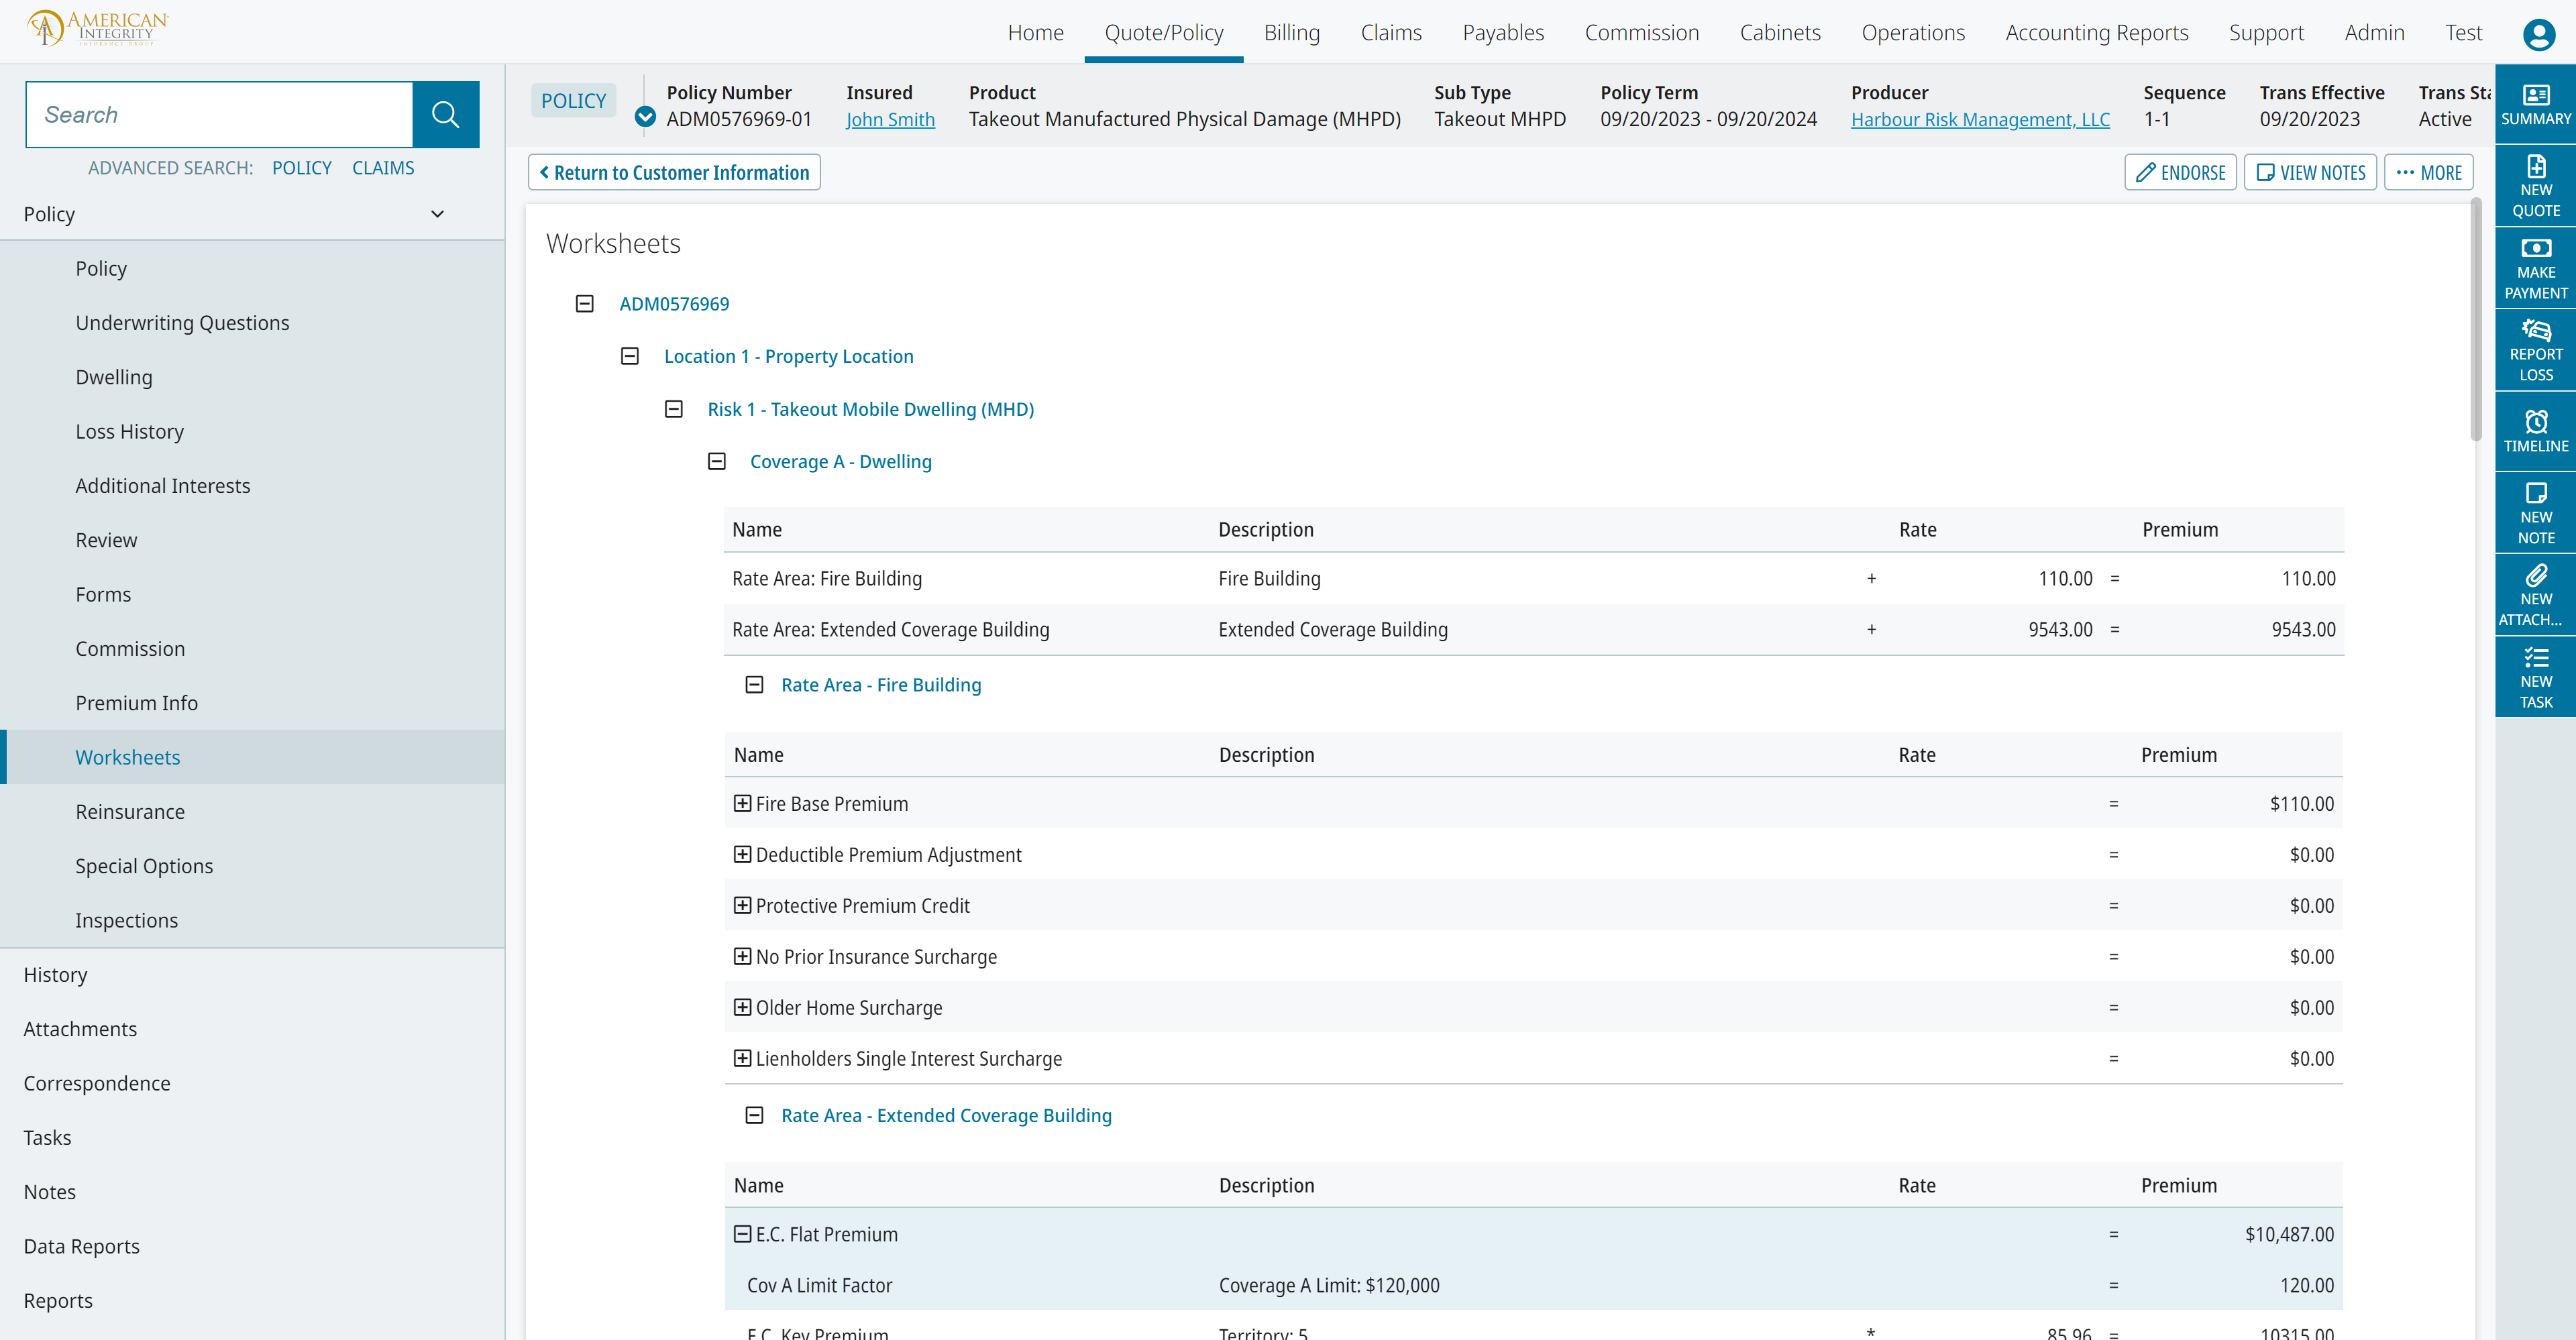 AMERICAN
INTEGRITY
INSURANCE GROUP
Home Quote/Policy Billing Claims Payables Commission Cabinets Operations Accounting Reports Support Admin Test
Search
ADVANCED SEARCH: POLICY CLAIMS
Policy
Policy
Underwriting Questions
Dwelling
Loss History
Additional Interests
Review
Forms
Commission
Premium Info
Worksheets
Reinsurance
Special Options
Inspections
History
Attachments
Correspondence
Tasks
Notes
Data Reports
Reports
POLICY
Policy Number Insured Product Sub Type Policy Term Producer Sequence Trans Effective Trans Sta
ADM0576969-01 John Smith Takeout Manufactured Physical Damage (MHPD) Takeout MHPD 09/20/2023 - 09/20/2024 Harbour Risk Management, LLC 1-1 09/20/2023 Active
Return to Customer Information ENDORSE VIEW NOTES MORE
Worksheets
ADM0576969
Location 1 - Property Location
Risk 1 - Takeout Mobile Dwelling (MHD)
Coverage A - Dwelling
Name Description Rate Premium
Rate Area: Fire Building Fire Building + 110.00 = 110.00
Rate Area: Extended Coverage Building Extended Coverage Building + 9543.00 = 9543.00
Rate Area - Fire Building
Name Description Rate Premium
Fire Base Premium = $110.00
Deductible Premium Adjustment = $0.00
Protective Premium Credit = $0.00
No Prior Insurance Surcharge = $0.00
Older Home Surcharge = $0.00
Lienholders Single Interest Surcharge = $0.00
Rate Area - Extended Coverage Building
Name Description Rate Premium
E.C. Flat Premium = $10,487.00
Cov A Limit Factor Coverage A Limit: $120,000 = 120.00
E.C. Key Premium Territory: 5 * 85.96 = 10315.00
SUMMARY
NEW
QUOTE
MAKE
PAYMENT
REPORT
LOSS
TIMELINE
NEW
NOTE
NEW
ATTACH...
NEW
TASK